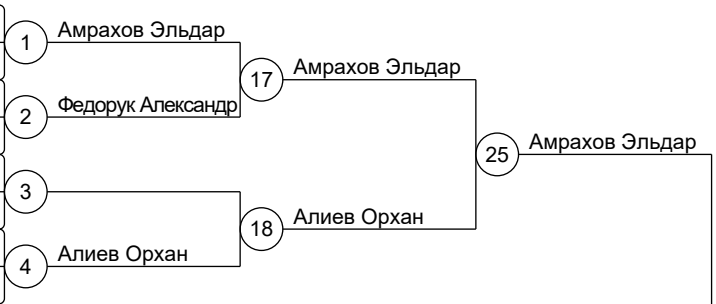 1 Амрахов Эльдар
17 Амрахов Эльдар
2 Федорук Александр
25 Амрахов Эльдар
3
18 Алиев Орхан
4 Алиев Орхан